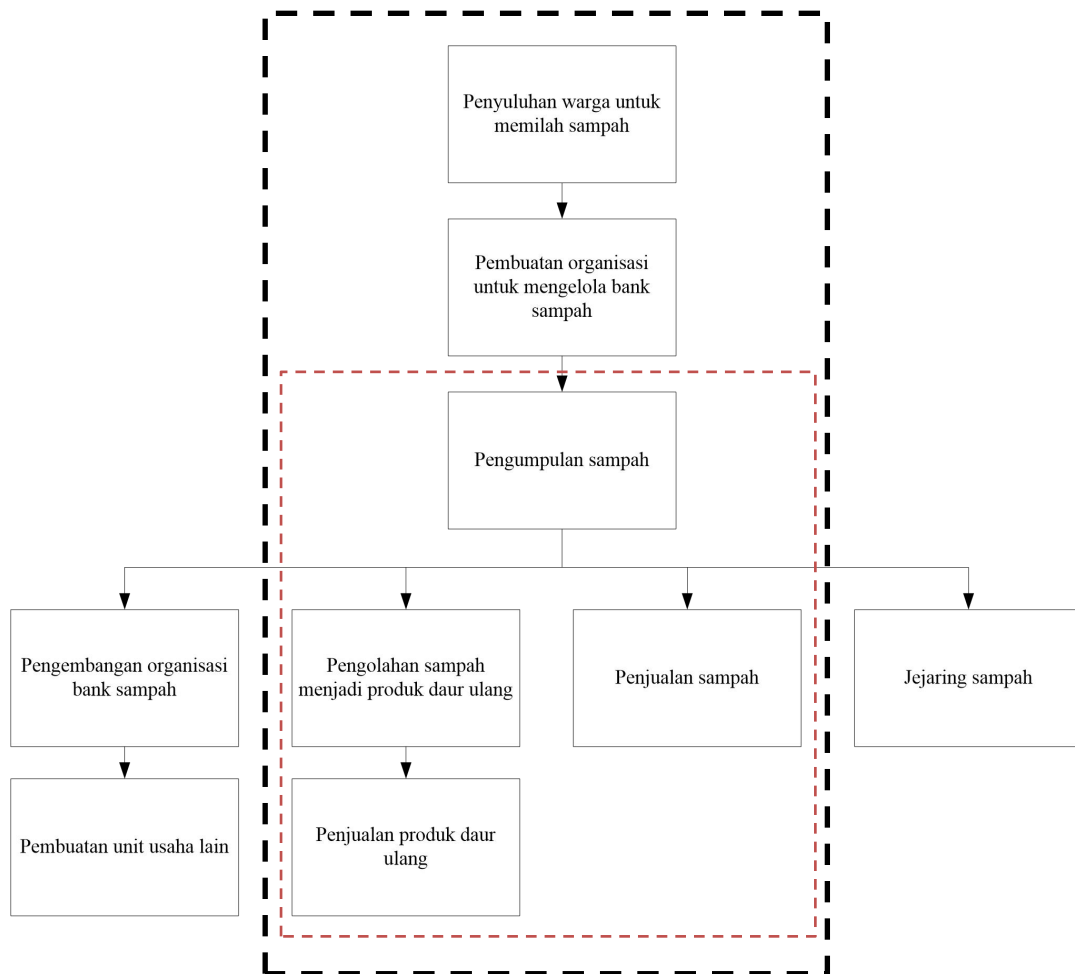 Penyuluhan warga untuk
memilah sampah
Pembuatan organisasi
untuk mengelola bank
sampah
Pengumpulan sampah
Pengembangan organisasi
bank sampah
Pengolahan sampah
menjadi produk daur ulang
Penjualan sampah
Jejaring sampah
Pembuatan unit usaha lain
Penjualan produk daur
ulang